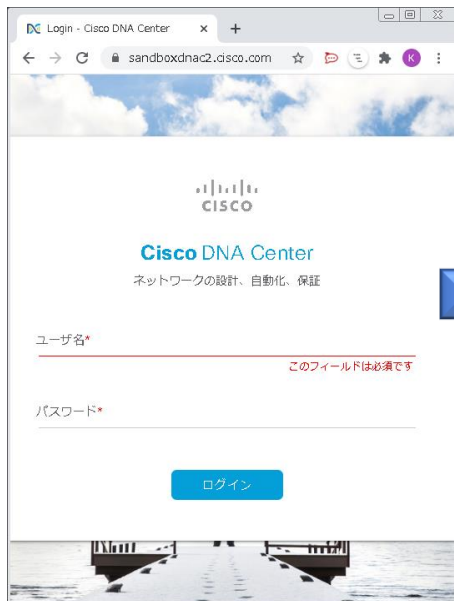 Login - Cisco DNA Center
sandboxdnac2.cisco.com
K
CISCO
Cisco DNA Center
ネットワークの設計、自動化、保証
ユーザ名*
このフィールドは必須です
パスワード*
ログイン